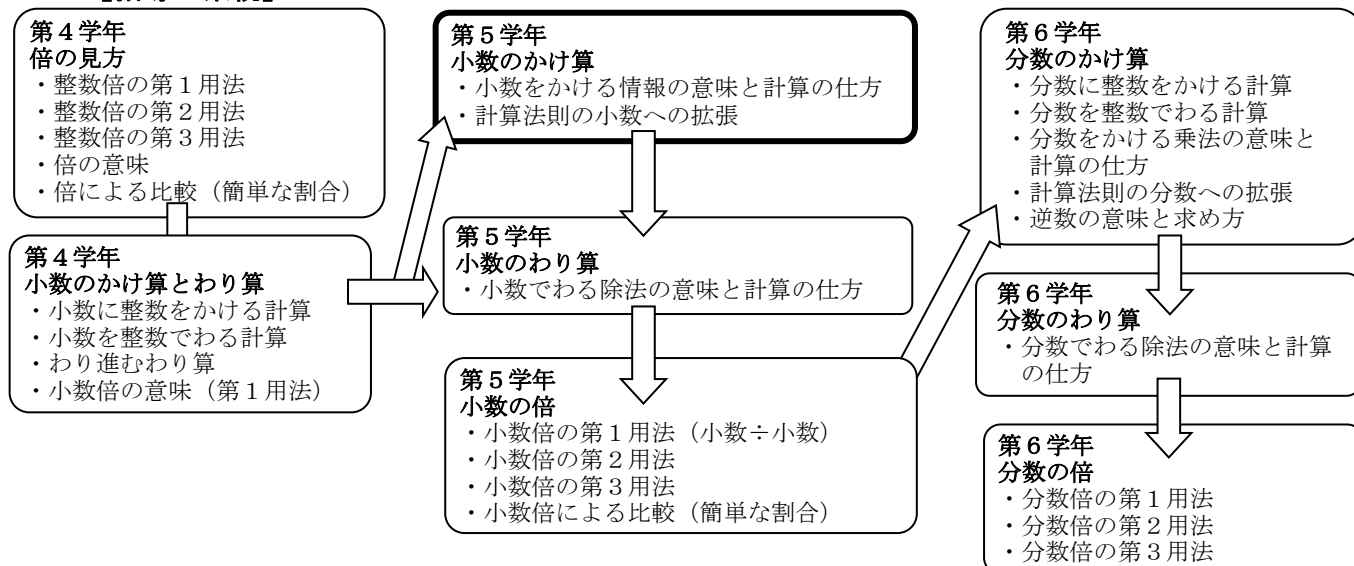 第４学年
倍の見方
・整数倍の第１用法
・整数倍の第２用法
・整数倍の第３用法
・倍の意味
・倍による比較（簡単な割合）
第４学年
小数のかけ算とわり算
・小数に整数をかける計算
・小数を整数でわる計算
・わり進むわり算
・小数倍の意味（第１用法）
第５学年
小数のかけ算
・小数をかける情報の意味と計算の仕方
・計算法則の小数への拡張
第５学年
小数のわり算
・小数でわる除法の意味と計算の仕方
第５学年
小数の倍
・小数倍の第１用法（小数÷小数）
・小数倍の第２用法
・小数倍の第３用法
・小数倍による比較（簡単な割合）
第６学年
分数のかけ算
・分数に整数をかける計算
・分数を整数でわる計算
・分数をかける乗法の意味と
計算の仕方
・計算法則の分数への拡張
・逆数の意味と求め方
第６学年
分数のわり算
・分数でわる除法の意味と計算
の仕方
第６学年
分数の倍
・分数倍の第１用法
・分数倍の第２用法
・分数倍の第３用法